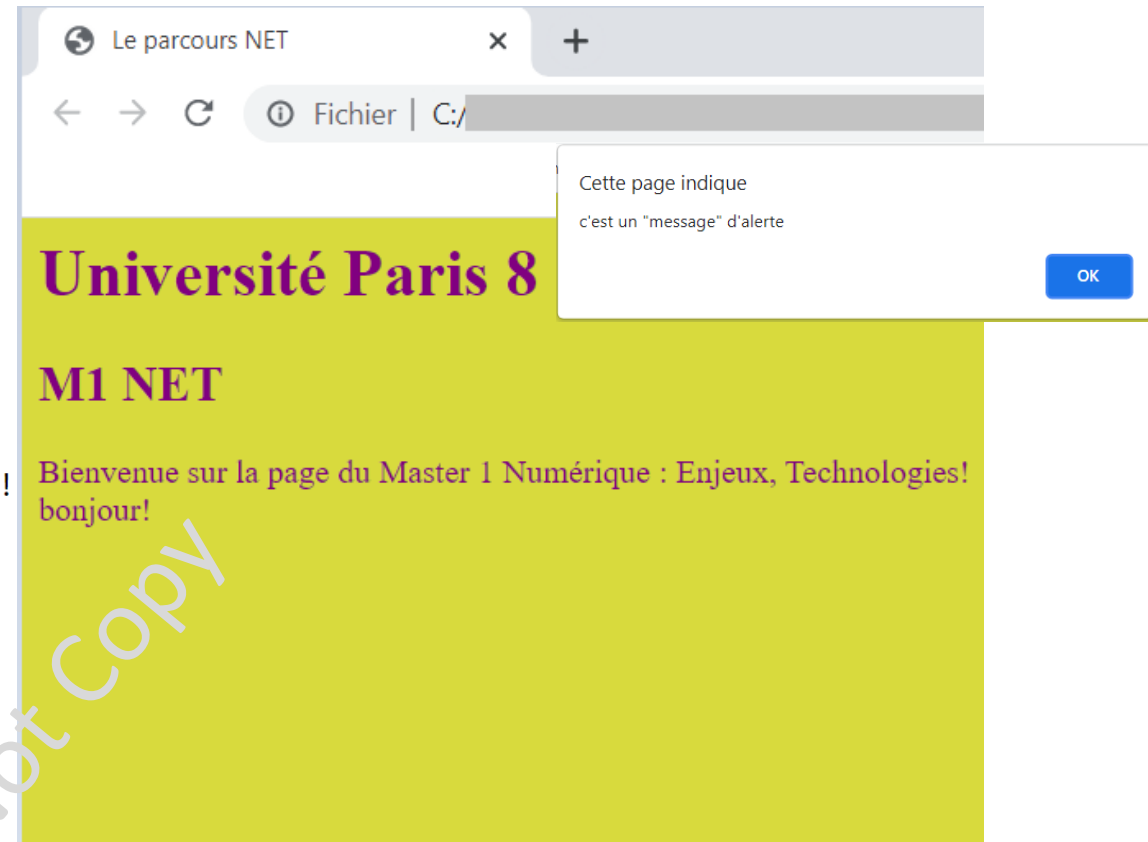 Le parcours NET
Fichier | C:/
Cette page indique
c'est un "message" d'alerte
OK
Université Paris 8
M1 NET
!
Bienvenue sur la page du Master 1 Numérique : Enjeux, Technologies!
bonjour!
Copy